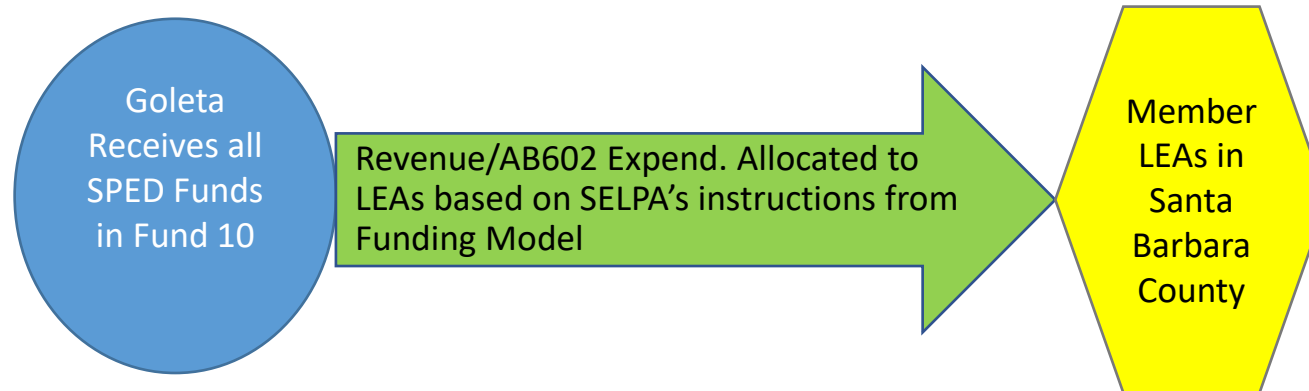 Goleta
Receives all
SPED Funds
in Fund 10
Revenue/AB602 Expend. Allocated to
LEAs based on SELPA’s instructions from
Funding Model
Member
LEAs in
Santa
Barbara
County